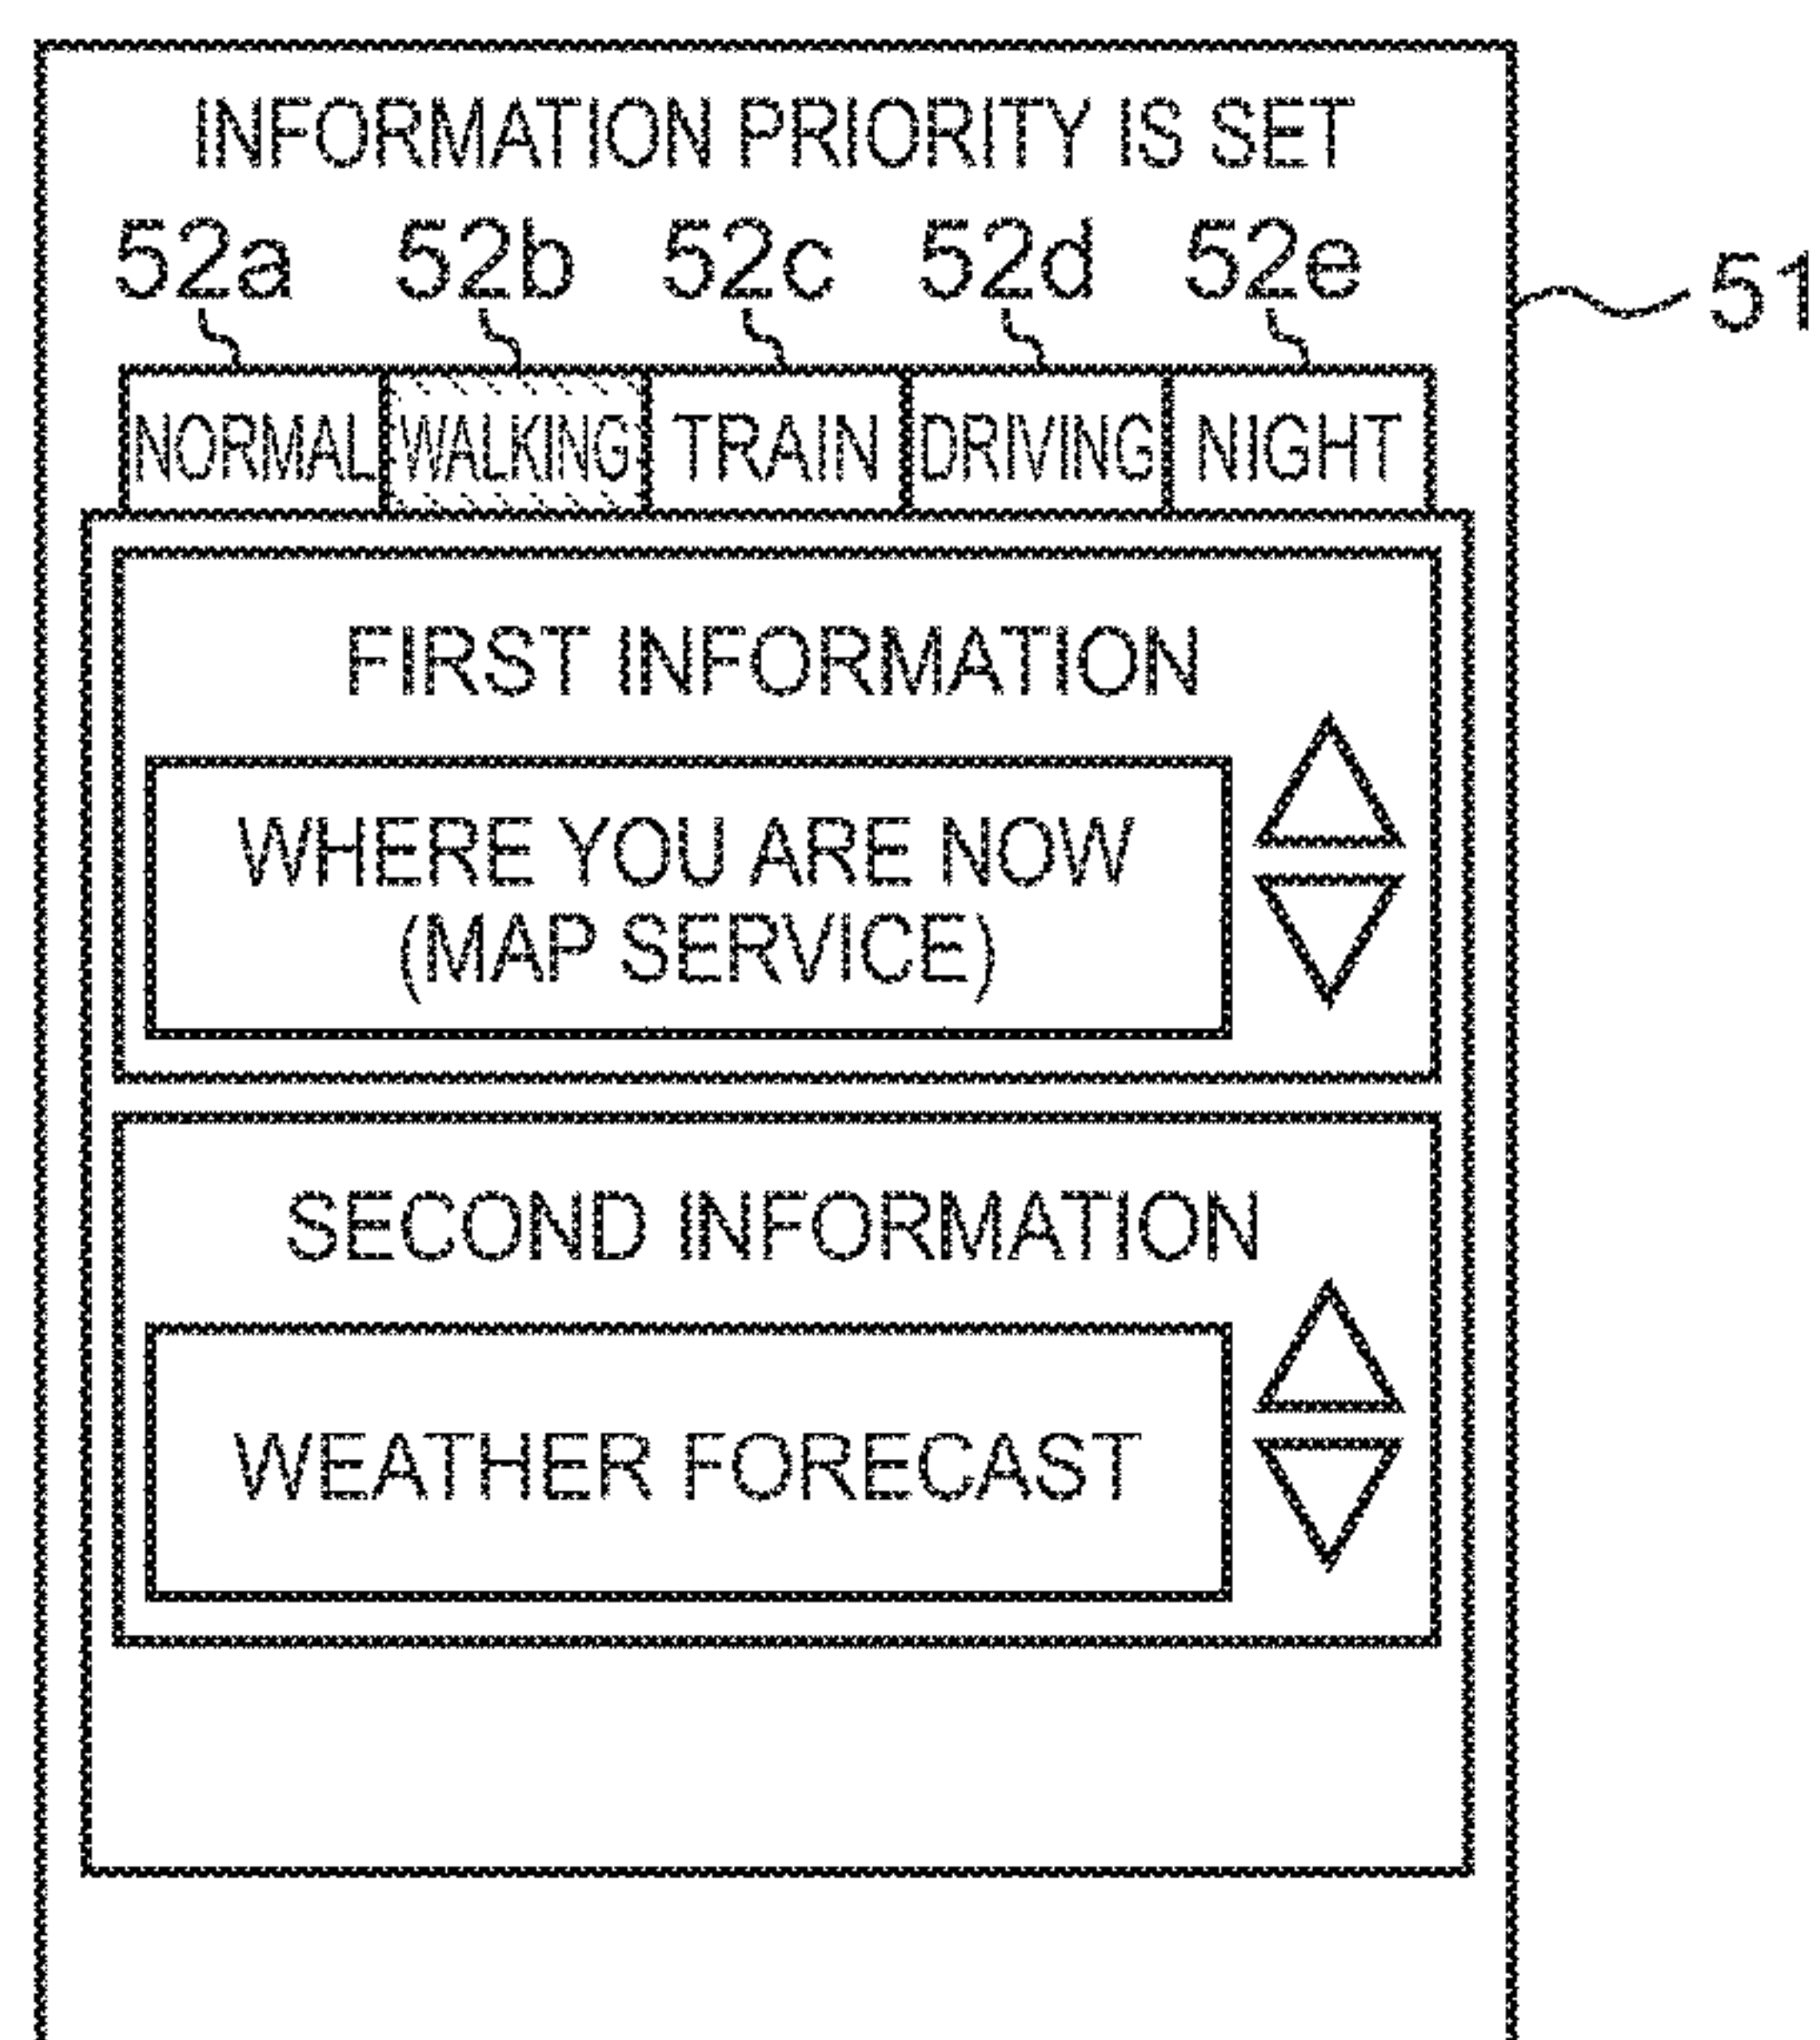 INFORMATION PRIORITY IS SET
52a 52b 52c 52d 52e
51
NORMAL WALKING TRAIN DRIVING NIGHT
FIRST INFORMATION
WHERE YOU ARE NOW
(MAP SERVICE)
SECOND INFORMATION
WEATHER FORECAST